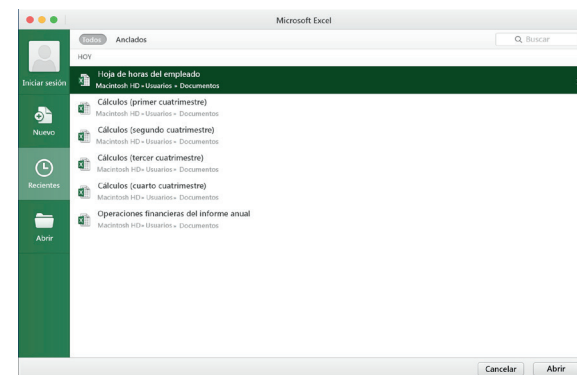 Microsoft Excel
Todos Anclados
Buscar
HOY
Iniciar sesión
Nuevo
Recientes
Abrir
Hoja de horas del empleado
Macintosh HD » Usuarios » Documentos
Cálculos (primer cuatrimestre)
Macintosh HD » Usuarios » Documentos
Cálculos (segundo cuatrimestre)
Macintosh HD » Usuarios » Documentos
Cálculos (tercer cuatrimestre)
Macintosh HD » Usuarios » Documentos
Cálculos (cuarto cuatrimestre)
Macintosh HD » Usuarios » Documentos
Operaciones financieras del informe anual
Macintosh HD » Usuarios » Documentos
Cancelar Abrir